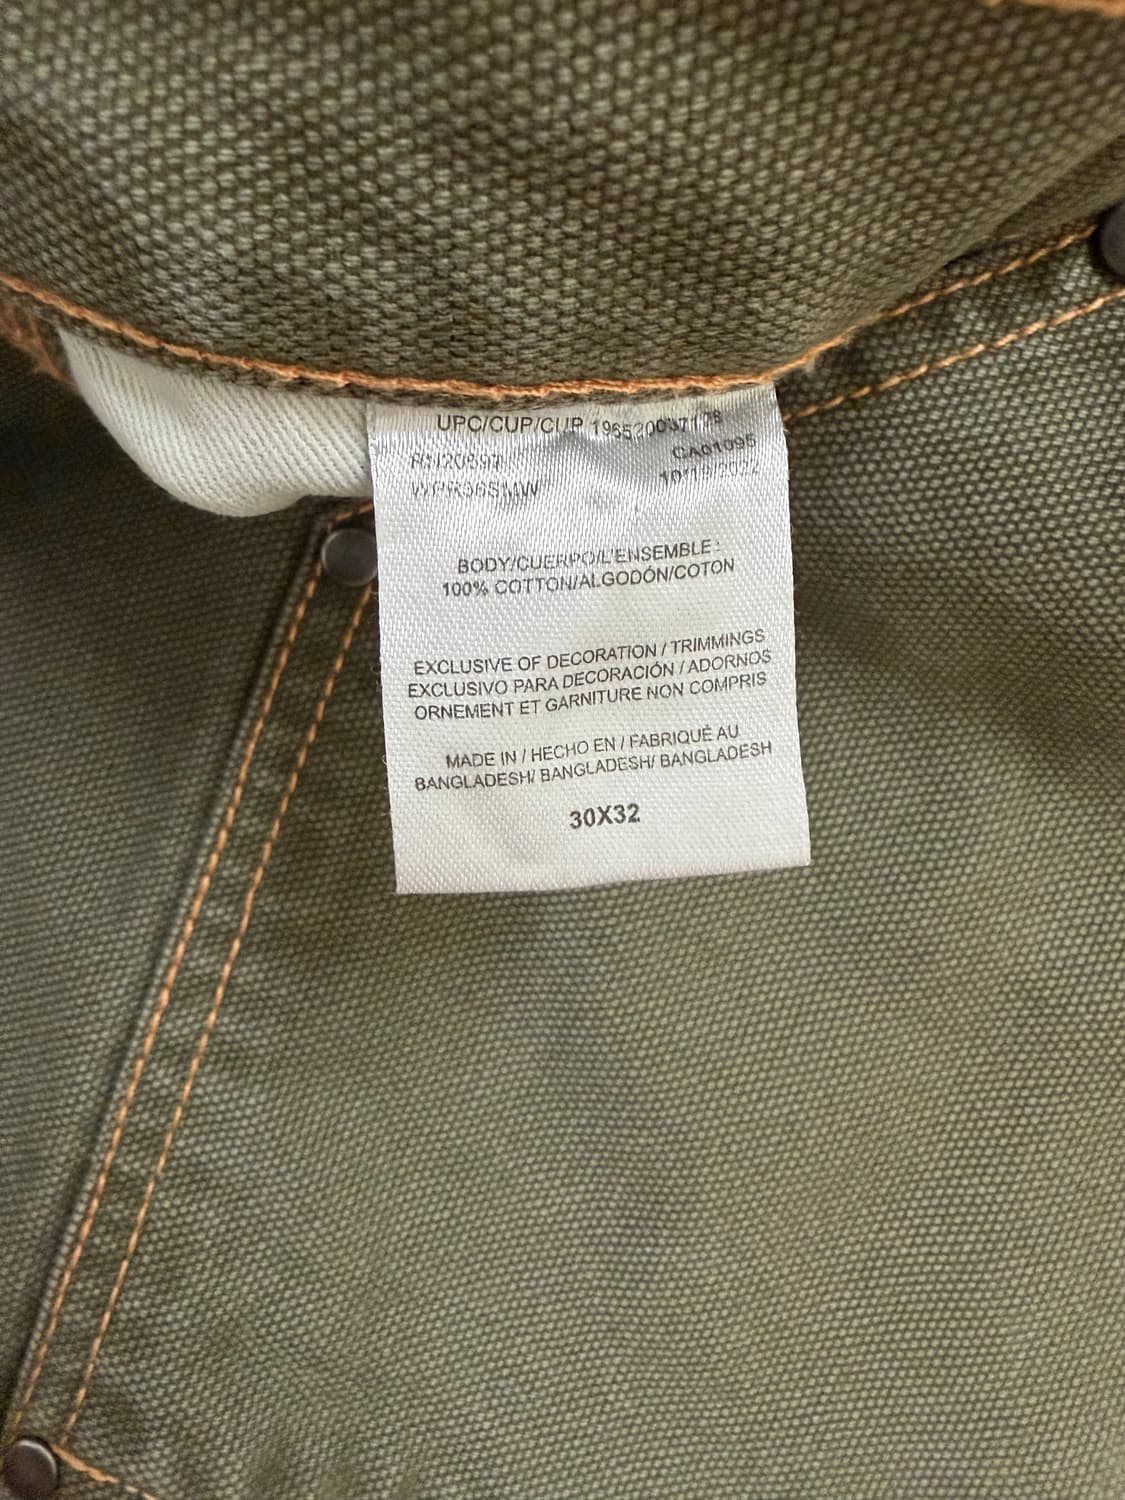 UPC/CUP/CUP
CA01095
BODY/CUERPO/L'ENSEMBLE :
100% COTTON/ALGODÓN/COTON
EXCLUSIVE OF DECORATION / TRIMMINGS
EXCLUSIVO PARA DECORACIÓN / ADORNOS
ORNEMENT ET GARNITURE NON COMPRIS
MADE IN / HECHO EN / FABRIQUÉ AU
BANGLADESH/ BANGLADESH/ BANGLADESH
30X32